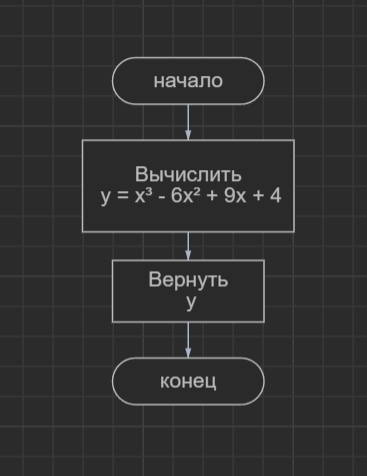 начало
Вычислить
y = x³ - 6x² + 9x + 4
Вернуть
y
конец